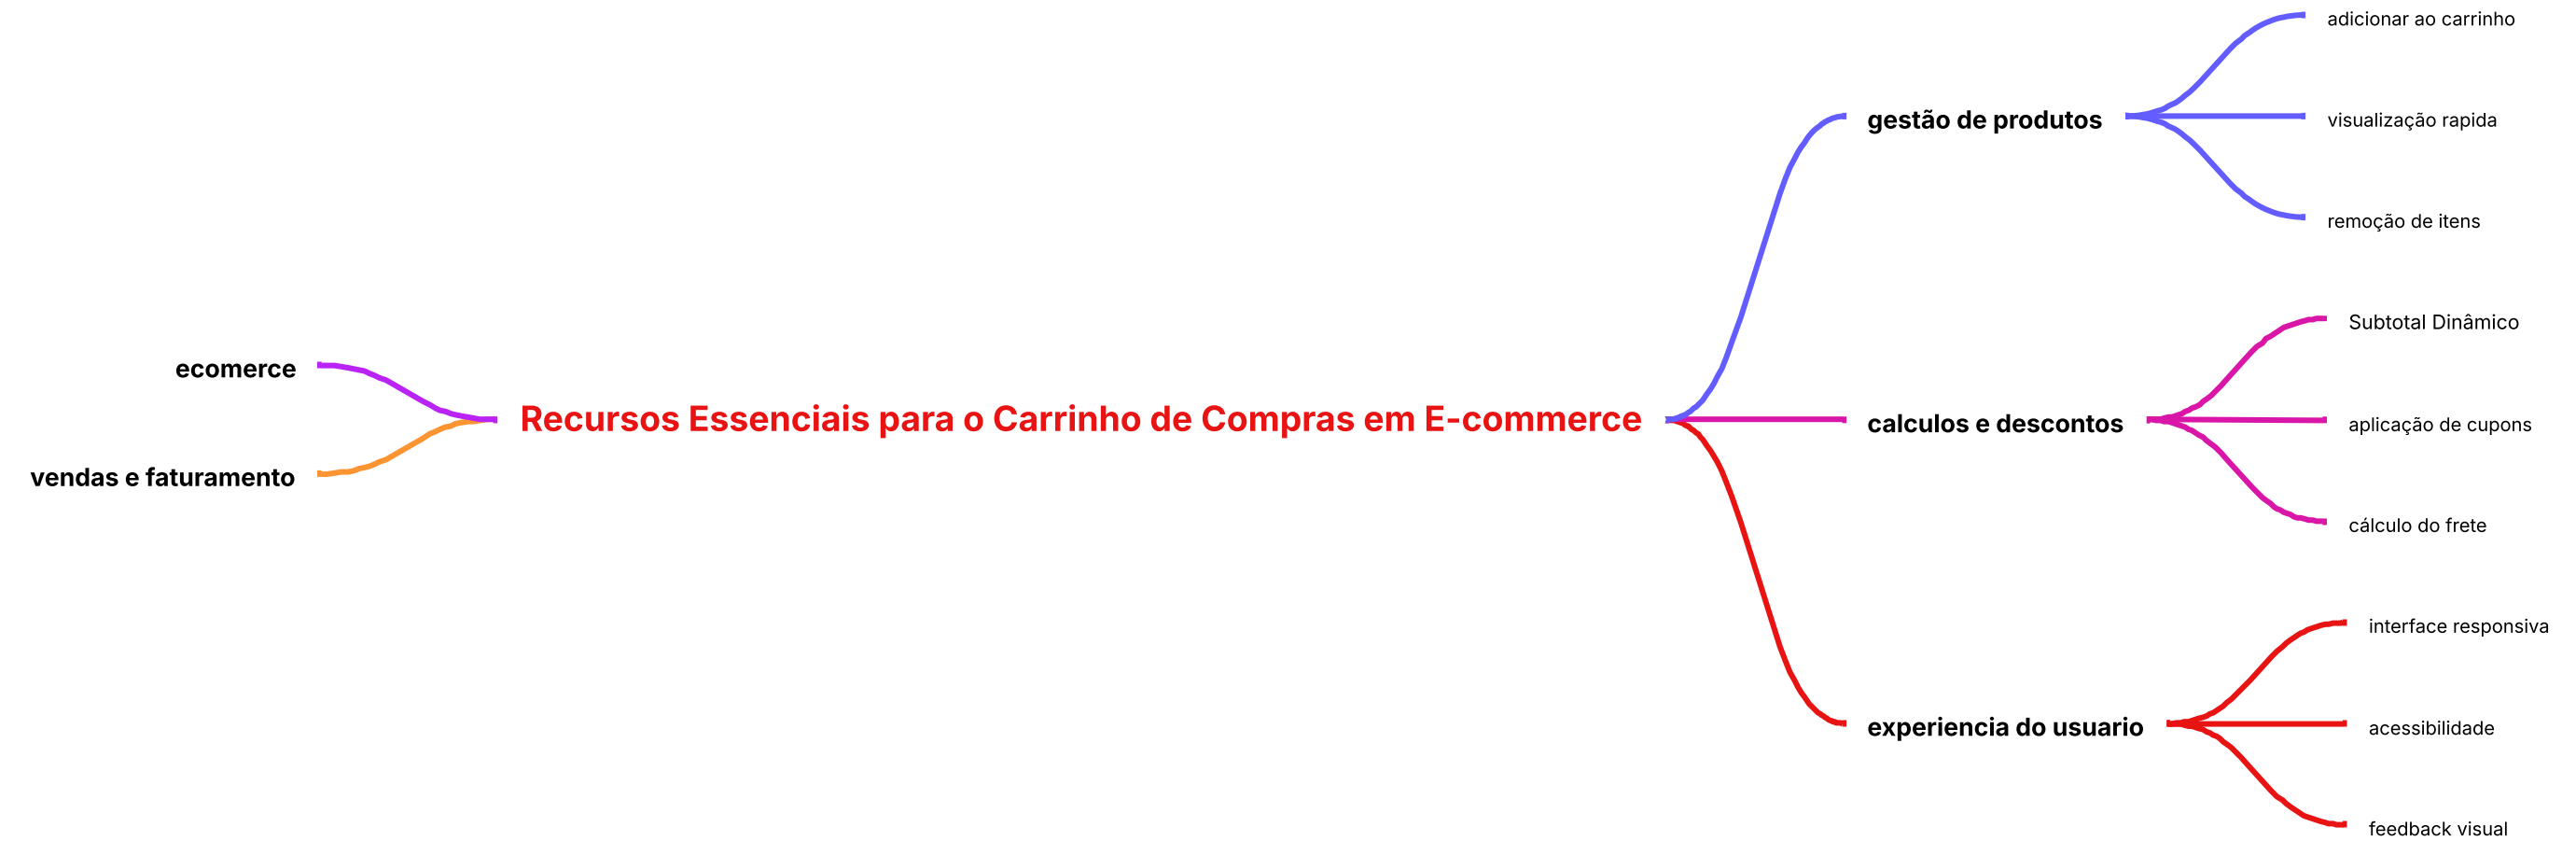 ecomerce
vendas e faturamento
Recursos Essenciais para o Carrinho de Compras em E-commerce
gestão de produtos
adicionar ao carrinho
visualização rapida
remoção de itens
calculos e descontos
Subtotal Dinâmico
aplicação de cupons
cálculo do frete
experiencia do usuario
interface responsiva
acessibilidade
feedback visual